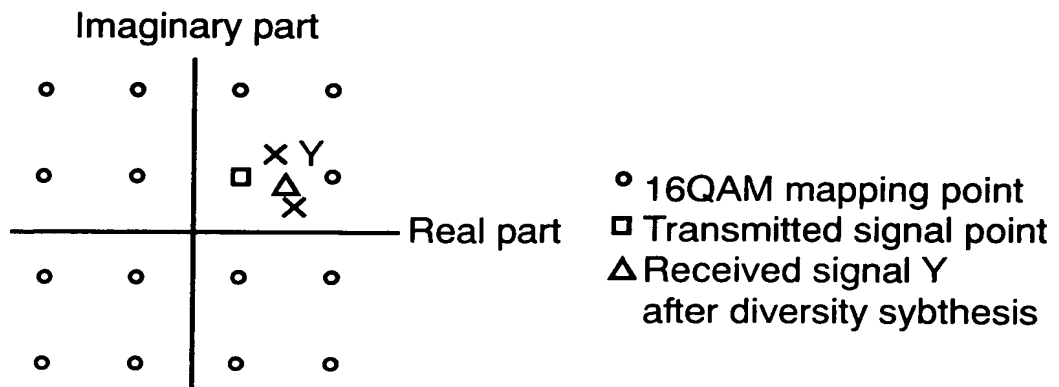 Imaginary part
Y
Real part
16QAM mapping point
Transmitted signal point
Received signal Y
after diversity sybthesis